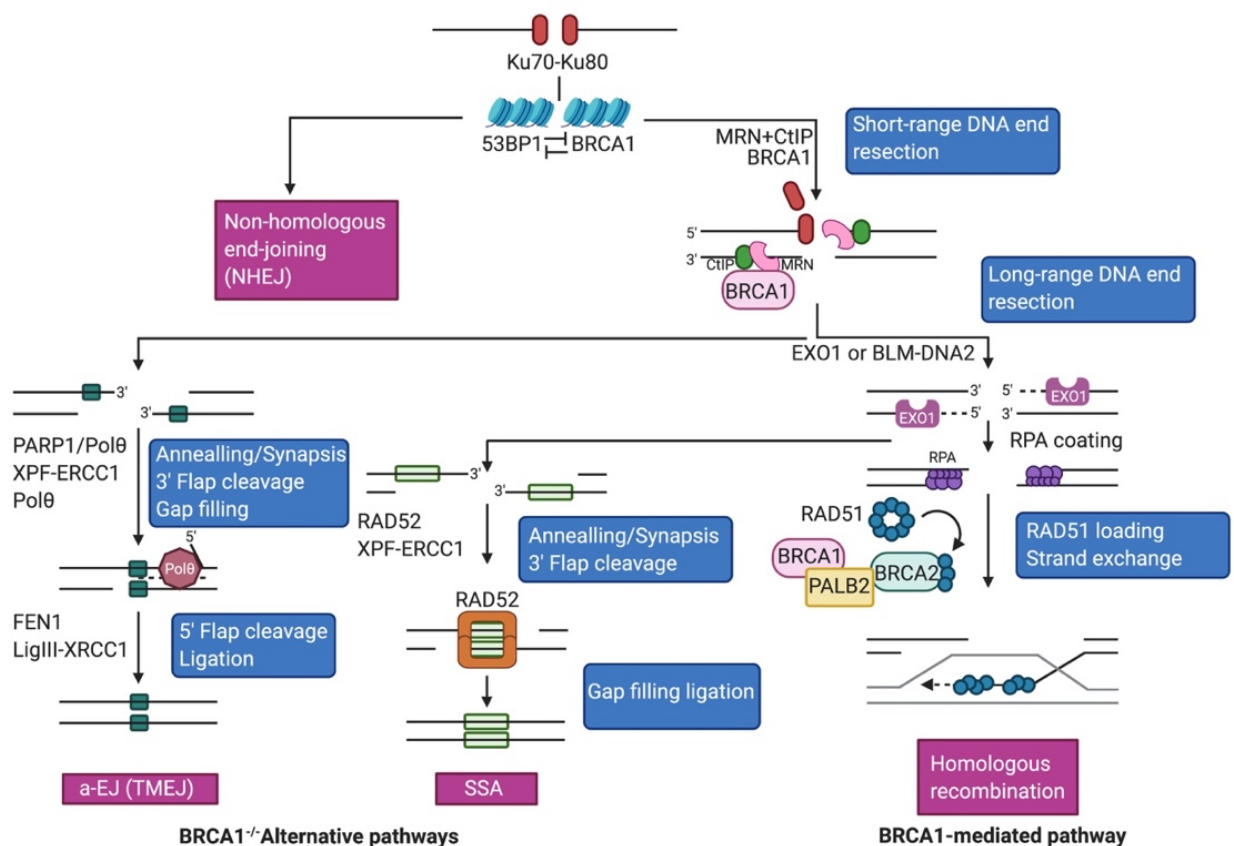 Ku70-Ku80
53BP1
BRCA1
MRN+CtIP
BRCA1
Short-range DNA end
resection
Non-homologous
end-joining
(NHEJ)
5'
3'
CtIP
MRN
BRCA1
Long-range DNA end
resection
EXO1 or BLM-DNA2
3'
3'
PARP1/Polθ
XPF-ERCC1
Polθ
Annealling/Synapsis
3' Flap cleavage
Gap filling
5'
Polθ
FEN1
LigIII-XRCC1
5' Flap cleavage
Ligation
a-EJ (TMEJ)
3'
3'
RAD52
XPF-ERCC1
Annealling/Synapsis
3' Flap cleavage
RAD52
Gap filling ligation
SSA
BRCA1-/-Alternative pathways
3'
5'
EXO1
EXO1
5'
3'
RPA coating
RPA
RAD51
BRCA1
PALB2
BRCA2
RAD51 loading
Strand exchange
Homologous
recombination
BRCA1-mediated pathway